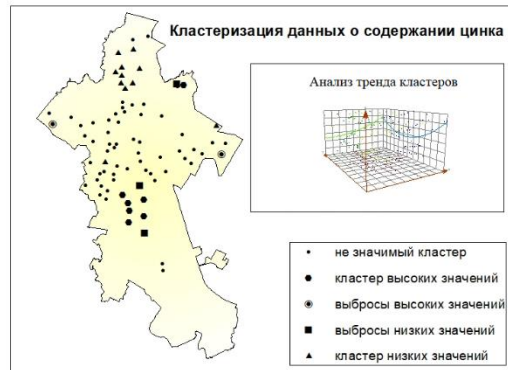 Кластеризация данных о содержании цинка
Анализ тренда кластеров
не значимый кластер
кластер высоких значений
выбросы высоких значений
выбросы низких значений
кластер низких значений